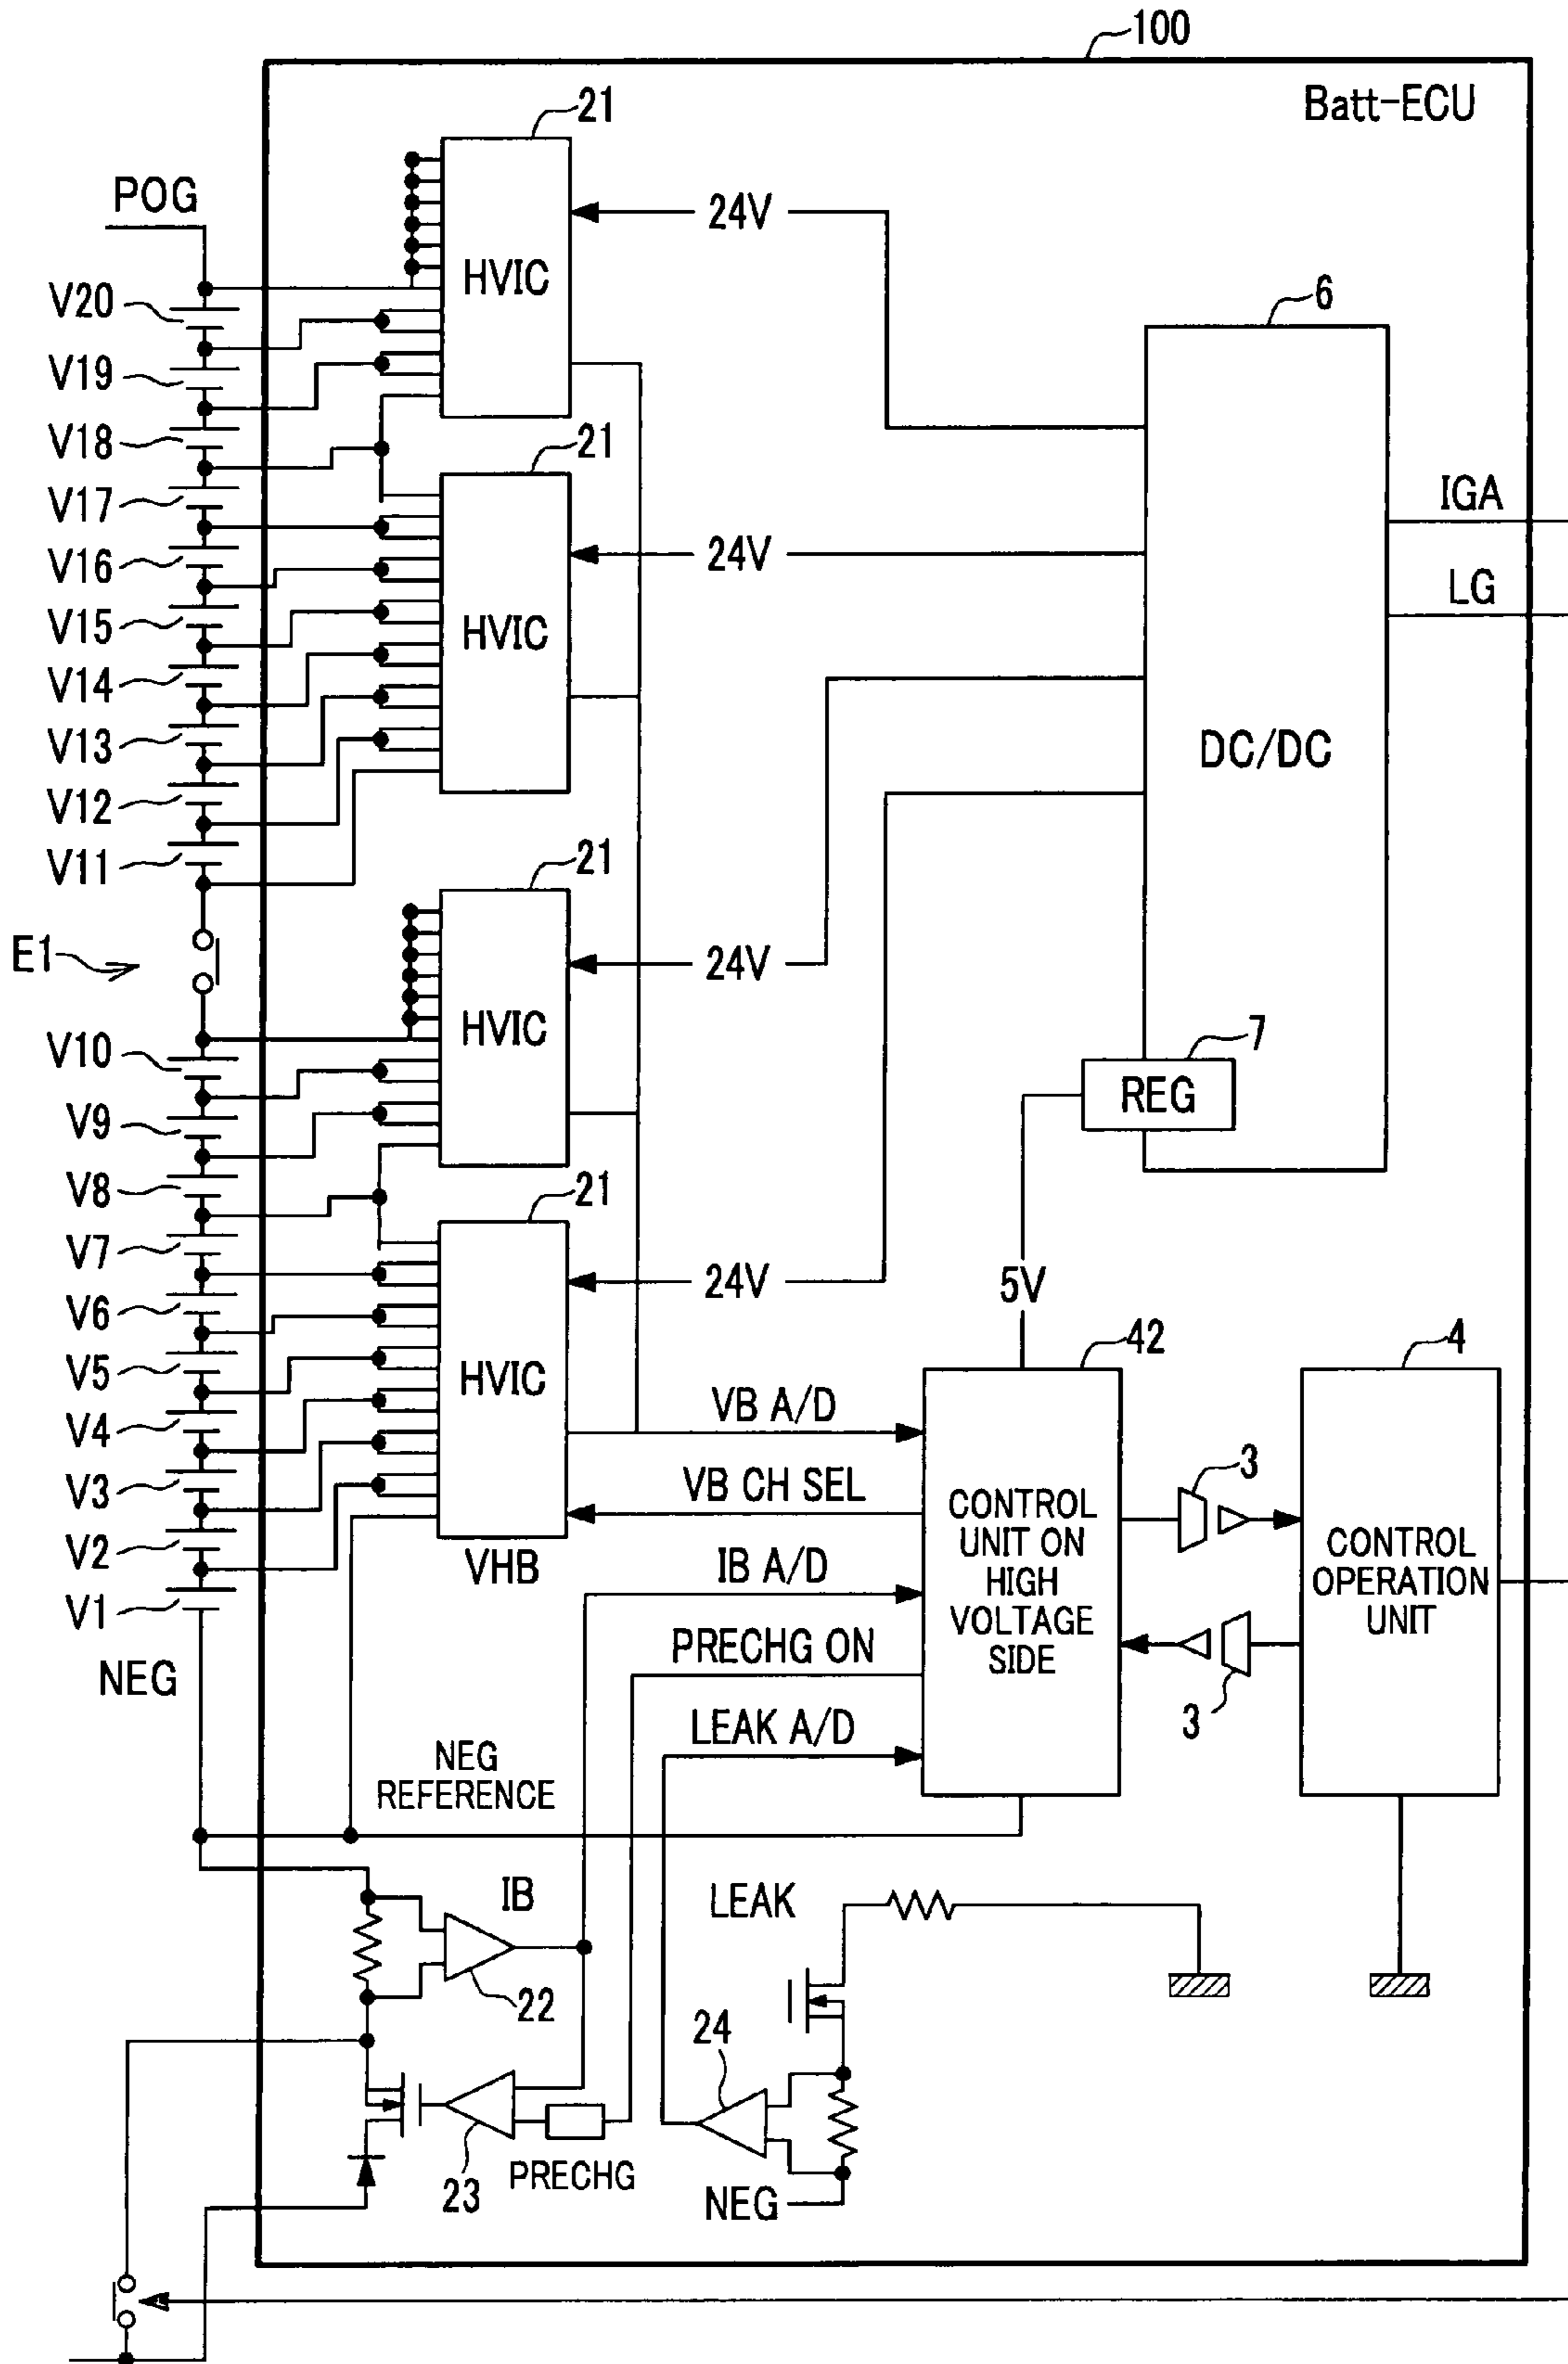 100
Batt-ECU
21
POG
24V
HVIC
V20
6
V19
V18
21
V17
IGA
V16
24V
LG
V15
HVIC
V14
V13
DC/DC
V12
V11
21
E1
24V
HVIC
V10
7
V9
REG
V8
21
V7
24V
5V
V6
42
4
V5
HVIC
V4
VB A/D
V3
VB CH SEL
3
V2
CONTROL
UNIT ON
HIGH
VOLTAGE
SIDE
CONTROL
OPERATION
UNIT
VHB
IB A/D
V1
PRECHG ON
NEG
3
LEAK A/D
NEG
REFERENCE
IB
LEAK
22
24
23
PRECHG
NEG